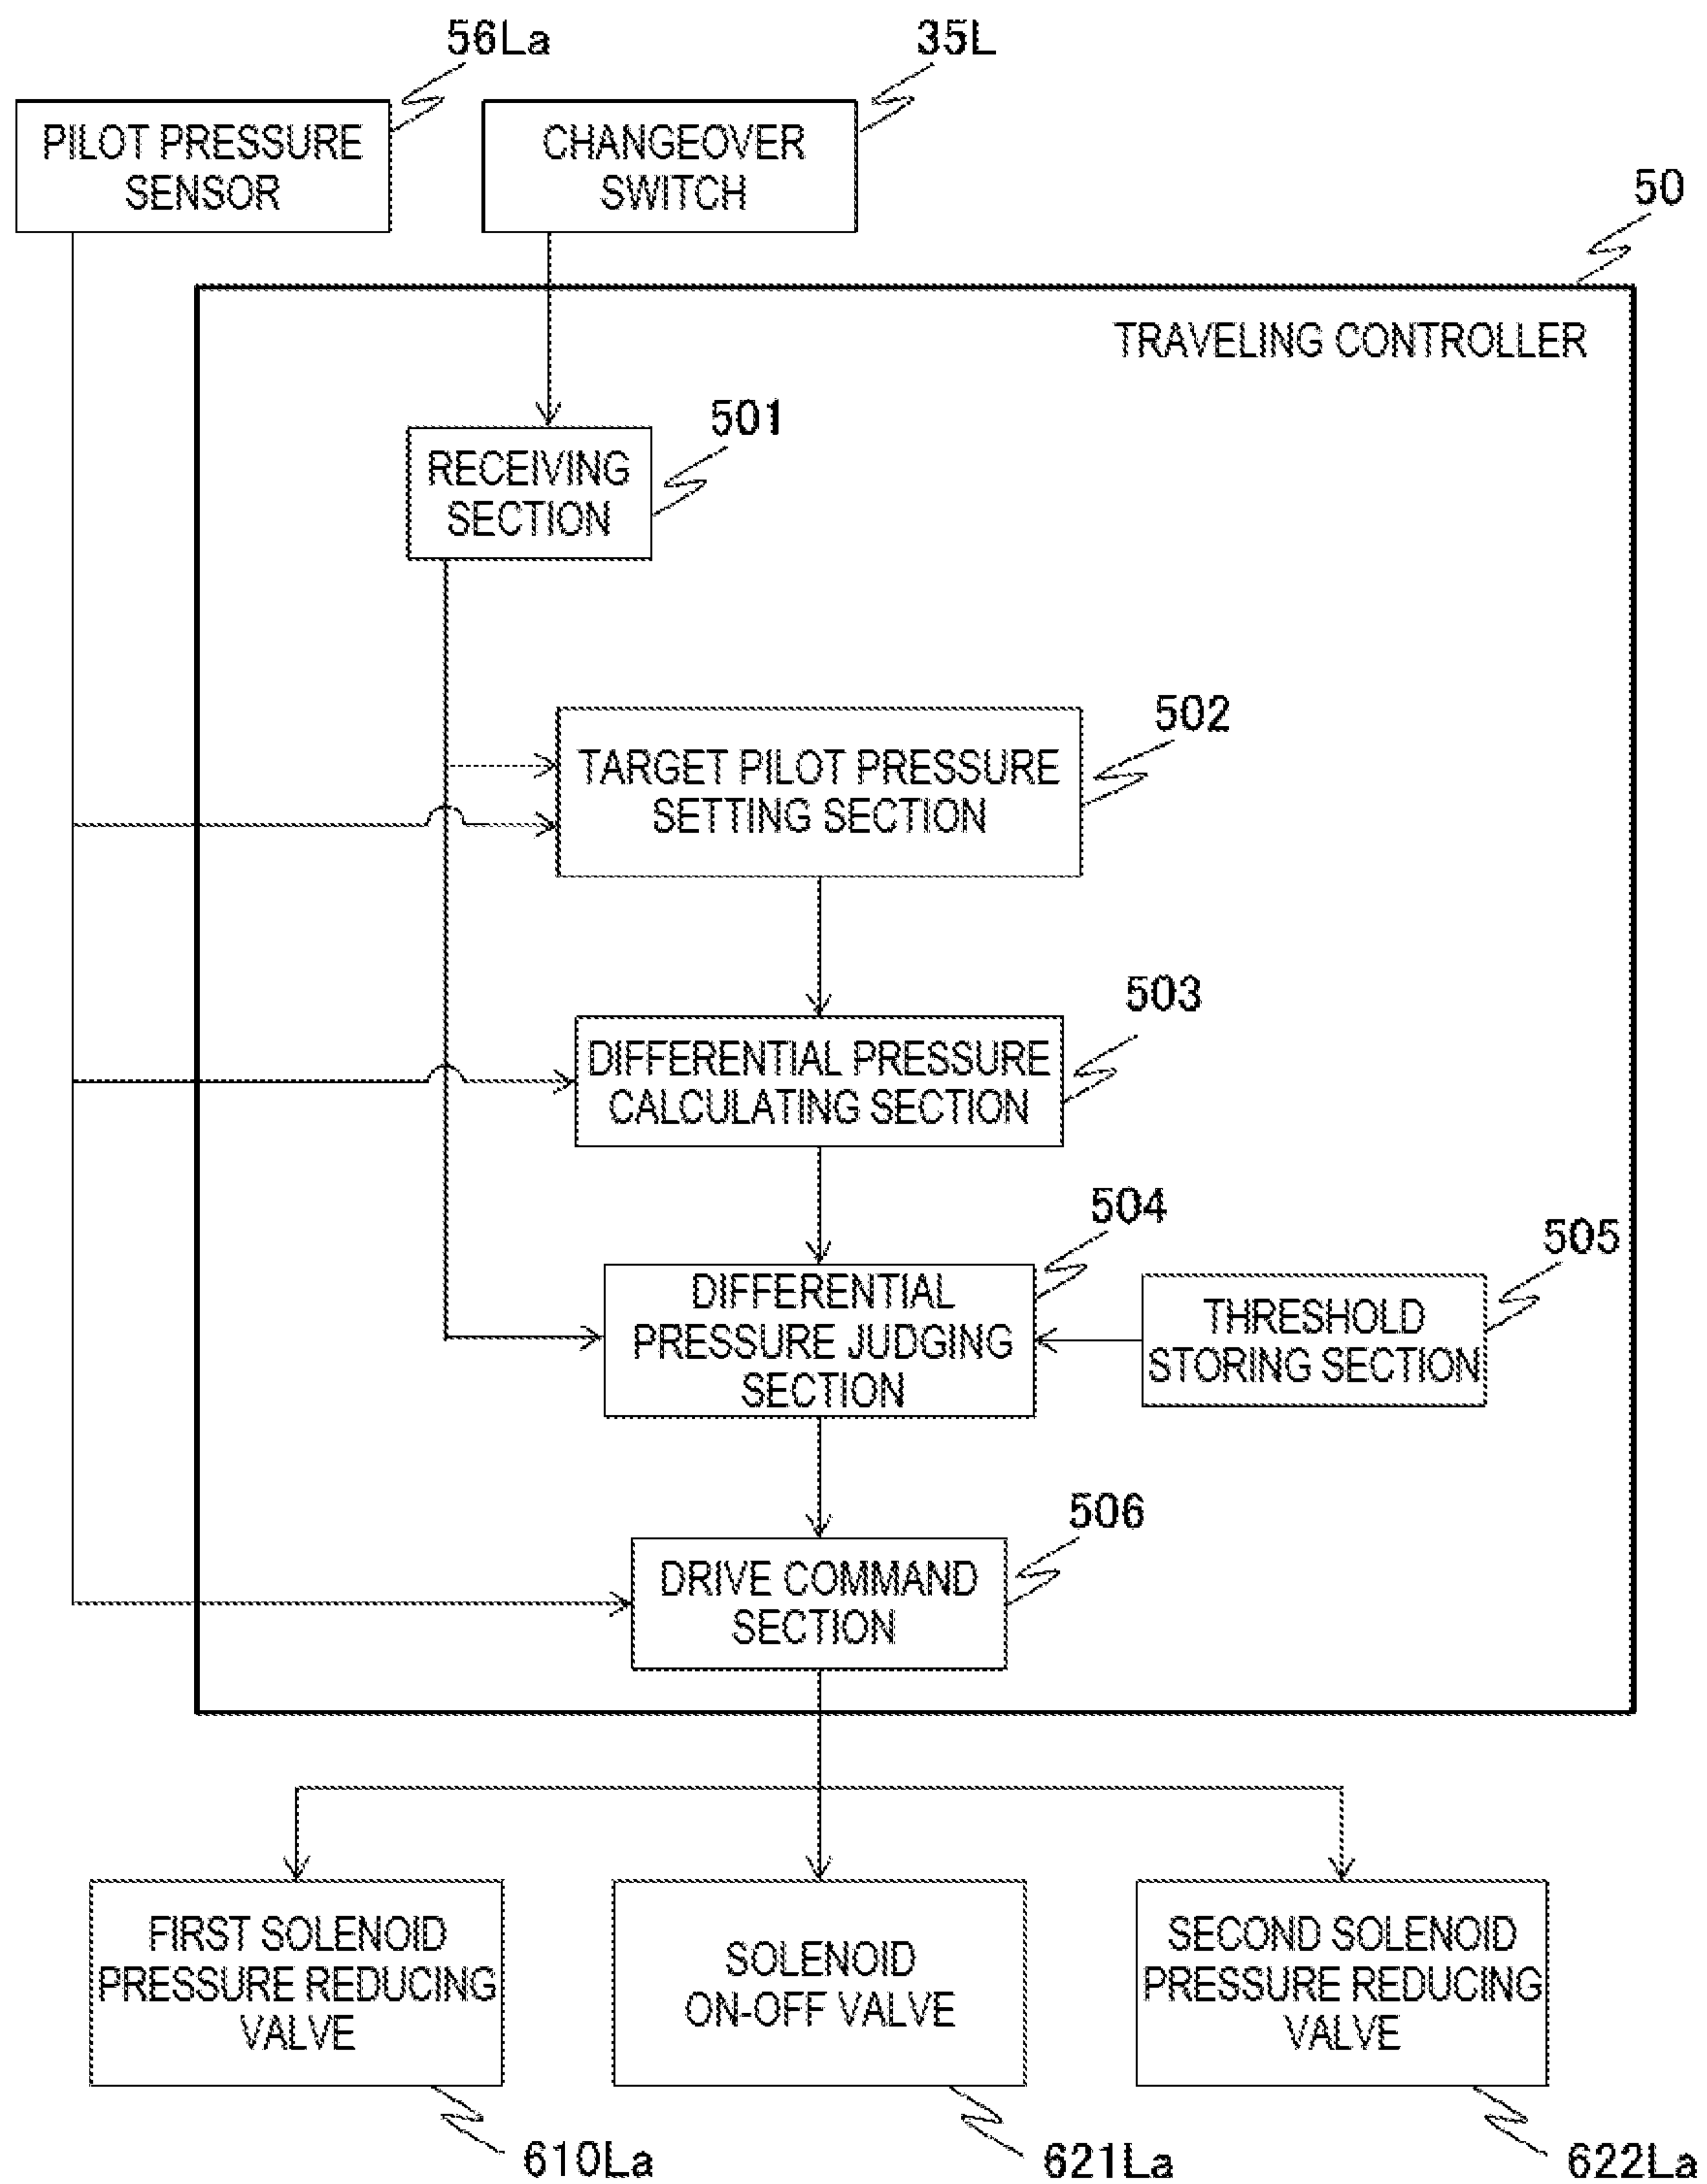 56La
35L
PILOT PRESSURE
SENSOR
CHANGEOVER
SWITCH
50
TRAVELING CONTROLLER
501
RECEIVING
SECTION
502
TARGET PILOT PRESSURE
SETTING SECTION
503
DIFFERENTIAL PRESSURE
CALCULATING SECTION
504
DIFFERENTIAL
PRESSURE JUDGING
SECTION
505
THRESHOLD
STORING SECTION
506
DRIVE COMMAND
SECTION
FIRST SOLENOID
PRESSURE REDUCING
VALVE
SOLENOID
ON-OFF VALVE
SECOND SOLENOID
PRESSURE REDUCING
VALVE
610La
621La
622La